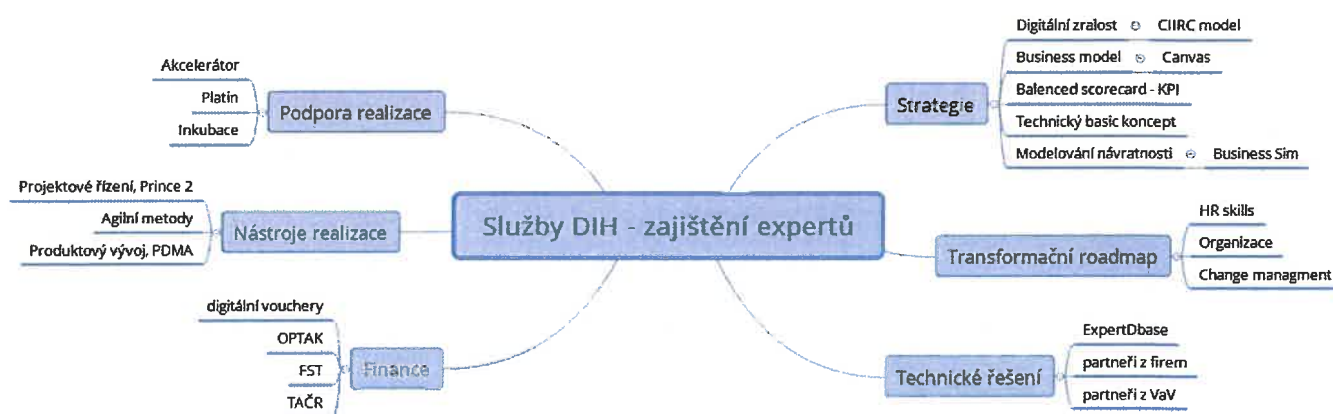 Služby DIH - zajištění expertů
Podpora realizace
Akcelerátor
Platin
Inkubace
Nástroje realizace
Projektové řízení, Prince 2
Agilní metody
Produktový vývoj, PDMA
Finance
digitální vouchery
OPTAK
FST
TAČR
Strategie
Digitální zralost
CIIRC model
Business model
Canvas
Balenced scorecard - KPI
Technický basic koncept
Modelování návratnosti
Business Sim
Transformační roadmap
HR skills
Organizace
Change managment
Technické řešení
ExpertDbase
partneři z firem
partneři z VaV